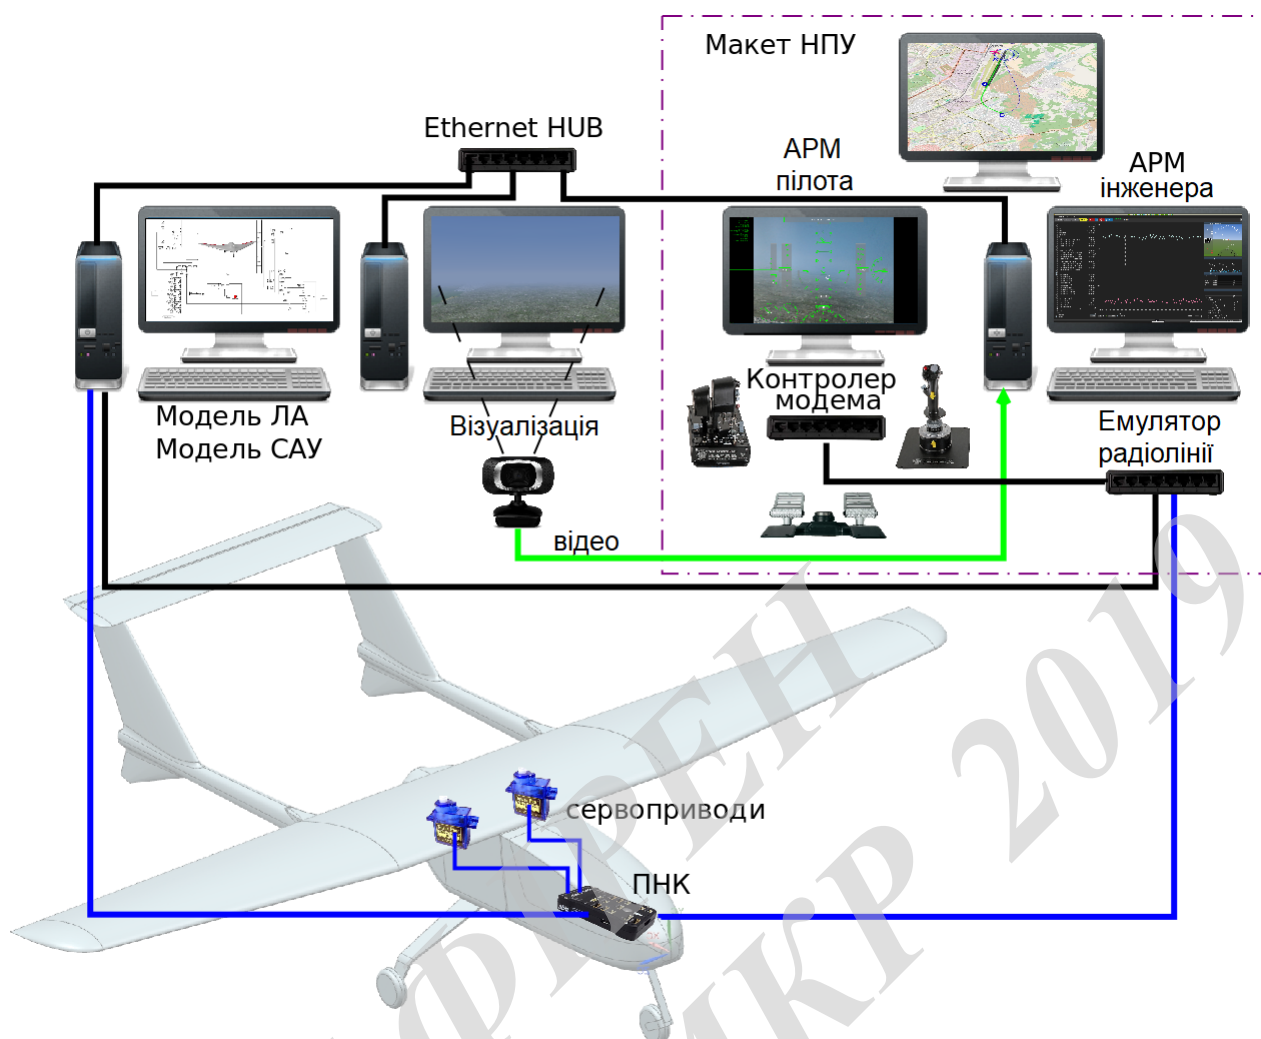 Макет НПУ
Ethernet HUB
АРМ
пілота
АРМ
інженера
Контролер
модема
Модель ЛА
Модель САУ
Візуалізація
Емулятор
радіолінії
відео
сервоприводи
ПНК
ФРЕН
МКР 2019